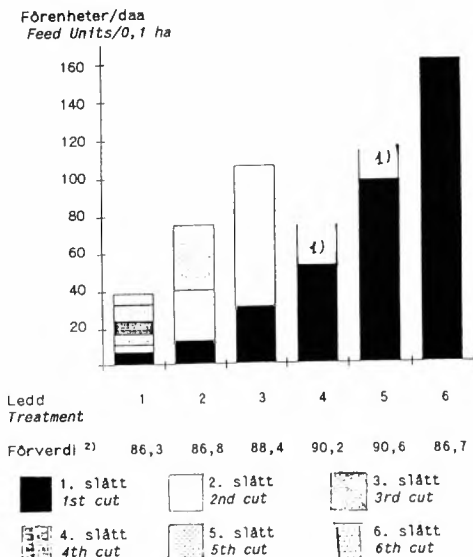 Fôrenheter/daa
Feed Units/0,1 ha
160
140
120
100
80
60
40
20
1)
1)
Ledd 1 2 3 4 5 6
Treatment
Fôrverdi 2) 86,3 86,8 88,4 90,2 90,6 86,7
1. slått 2. slått 3. slått
1st cut 2nd cut 3rd cut
4. slått 5. slått 6. slått
4th cut 5th cut 6th cut